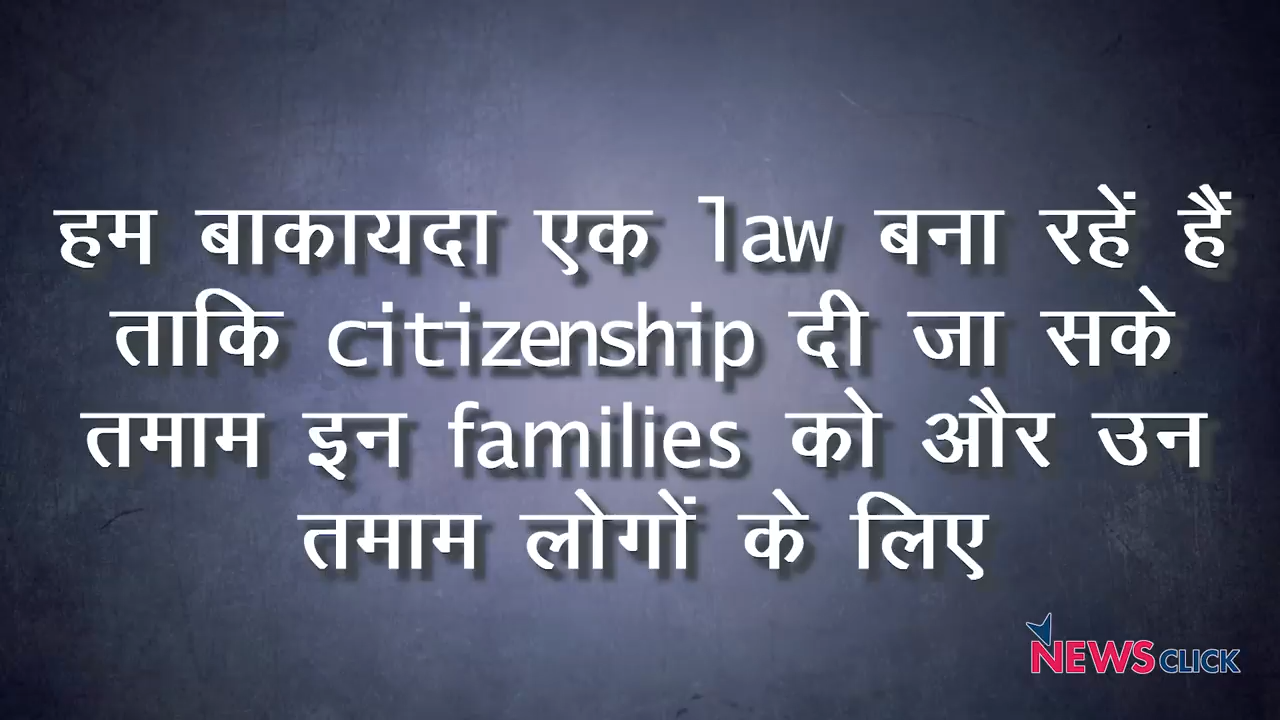 हम बाकायदा एक law बना रहें हैं
ताकि citizenship दी जा सके
तमाम इन families को और उन
तमाम लोगों के लिए
NEWSCLICK